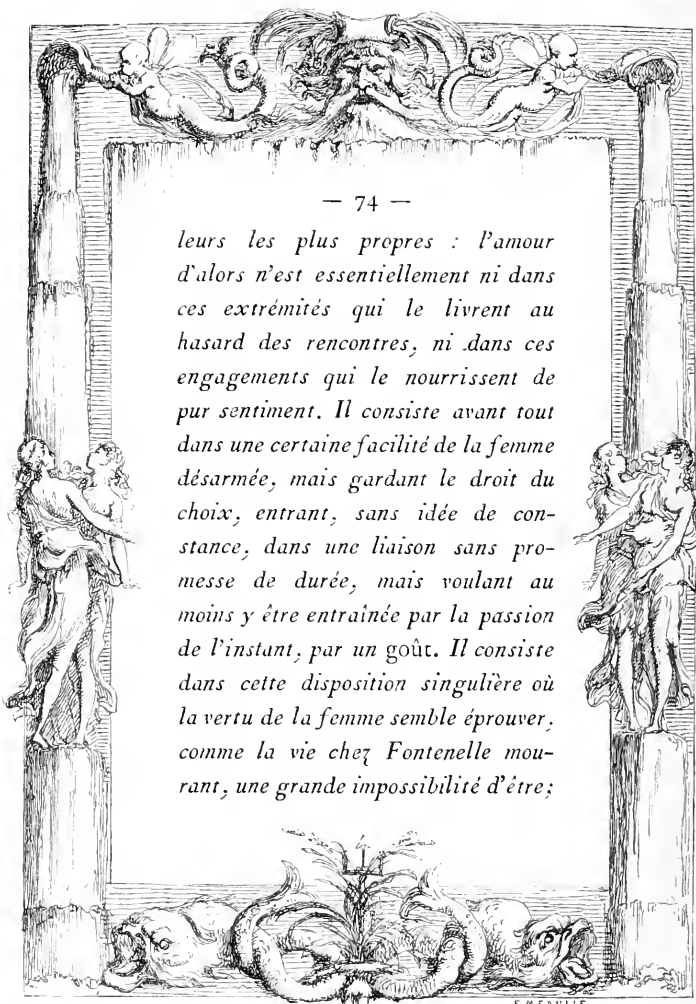 — 74 —
leurs les plus propres : l'amour
d'alors n'est essentiellement ni dans
ces extrémités qui le livrent au
hasard des rencontres, ni dans ces
engagements qui le nourrissent de
pur sentiment. Il consiste avant tout
dans une certaine facilité de la femme
désarmée, mais gardant le droit du
choix, entrant, sans idée de con-
stance, dans une liaison sans pro-
messe de durée, mais voulant au
moins y être entraînée par la passion
de l'instant, par un goût. Il consiste
dans cette disposition singulière où
la vertu de la femme semble éprouver,
comme la vie chez Fontenelle mou-
rant, une grande impossibilité d'être;